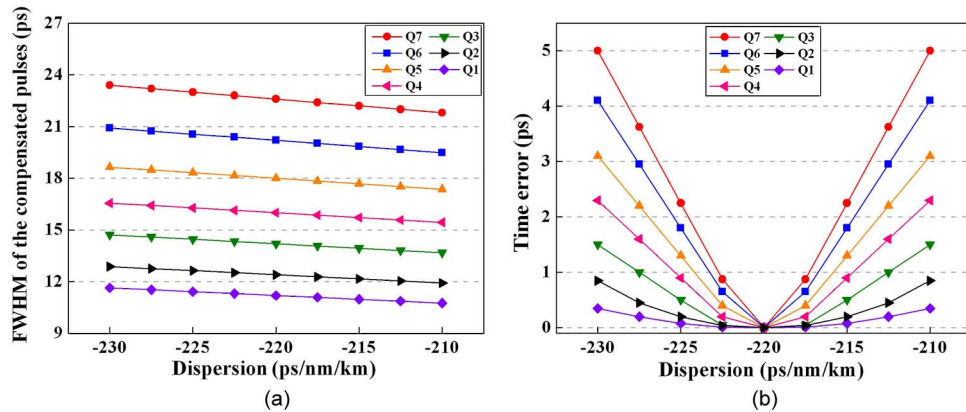 FWHM of the compensated pulses (ps)
27
24
21
18
15
12
9
Q7 Q3
Q6 Q2
Q5 Q1
Q4
-230 -225 -220 -215 -210
Dispersion (ps/nm/km)
(a)
Time error (ps)
5
4
3
2
1
0
Q7 Q3
Q6 Q2
Q5 Q1
Q4
-230 -225 -220 -215 -210
Dispersion (ps/nm/km)
(b)